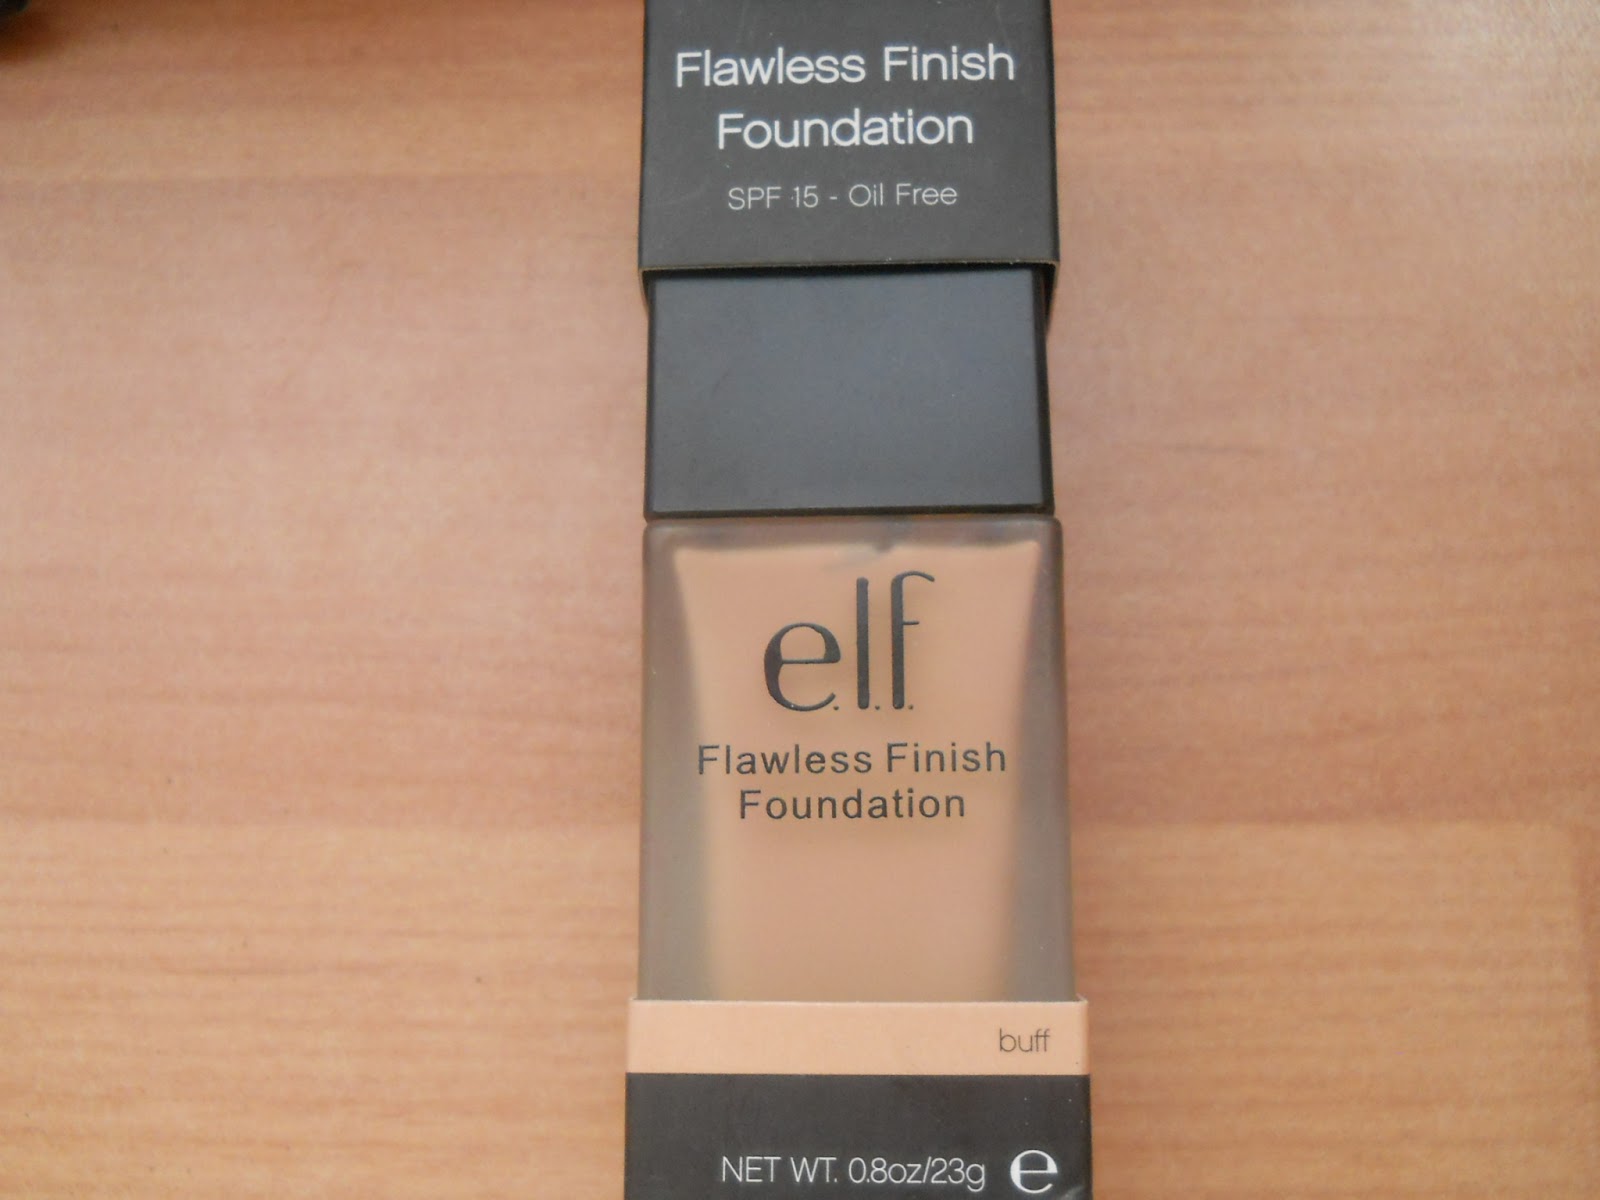 Flawless Finish
Foundation
SPF 15 - Oil Free
e.l.f.
Flawless Finish
Foundation
buff
NET WT. 0.8oz/23g ℮